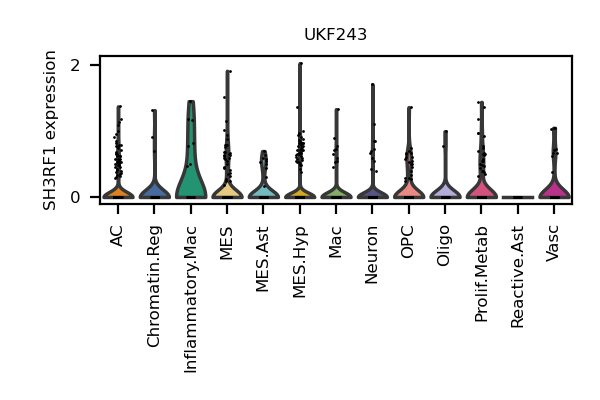 UKF243
SH3RF1 expression
2
0
AC
Chromatin.Reg
Inflammatory.Mac
MES
MES.Ast
MES.Hyp
Mac
Neuron
OPC
Oligo
Prolif.Metab
Reactive.Ast
Vasc